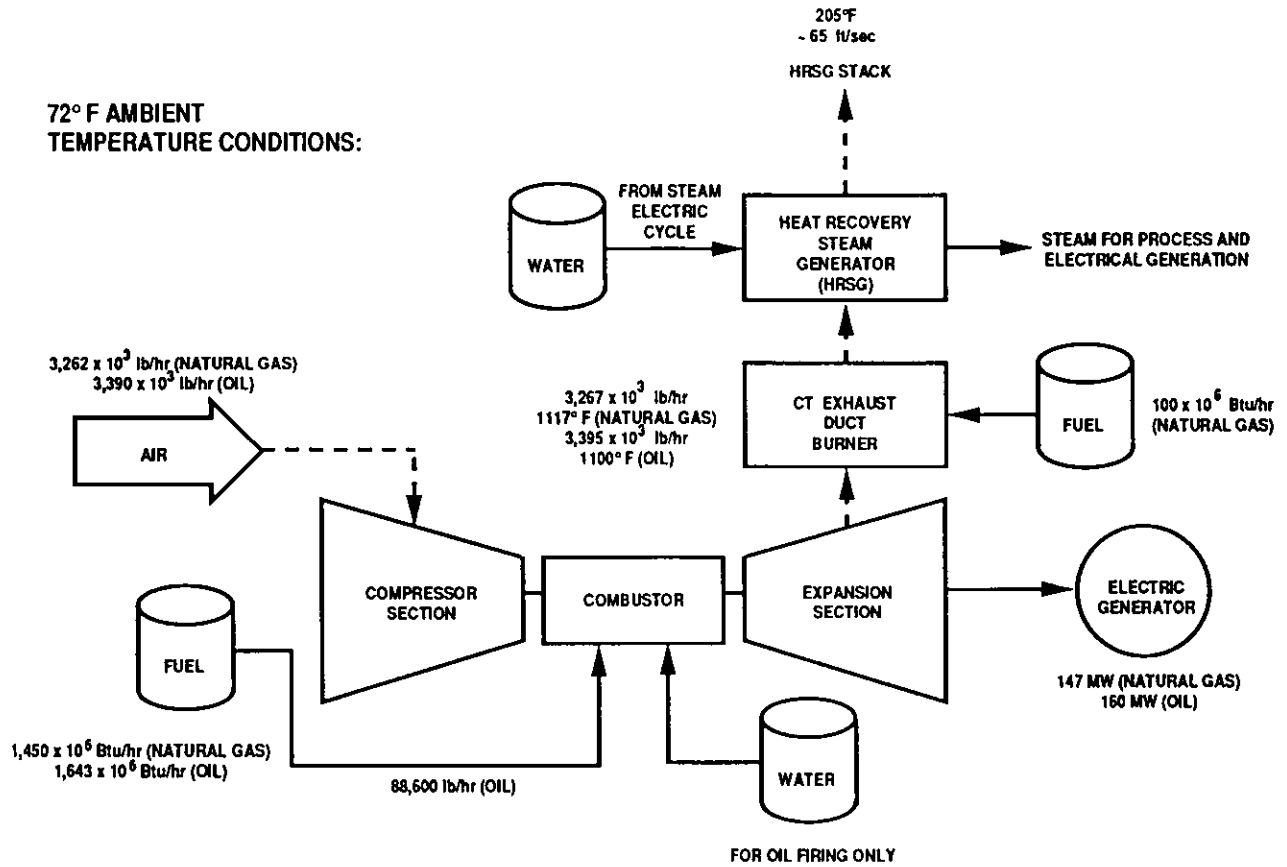 205°F
~ 65 ft/sec
HRSG STACK
72° F AMBIENT
TEMPERATURE CONDITIONS:
FROM STEAM
ELECTRIC
CYCLE
WATER
HEAT RECOVERY
STEAM
GENERATOR
(HRSG)
STEAM FOR PROCESS AND
ELECTRICAL GENERATION
3,262 x 10³ lb/hr (NATURAL GAS)
3,390 x 10³ lb/hr (OIL)
AIR
3,267 x 10³ lb/hr
1117° F (NATURAL GAS)
3,395 x 10³ lb/hr
1100° F (OIL)
CT EXHAUST
DUCT
BURNER
FUEL
100 x 10⁶ Btu/hr
(NATURAL GAS)
COMPRESSOR
SECTION
COMBUSTOR
EXPANSION
SECTION
ELECTRIC
GENERATOR
147 MW (NATURAL GAS)
160 MW (OIL)
FUEL
1,450 x 10⁶ Btu/hr (NATURAL GAS)
1,643 x 10⁶ Btu/hr (OIL)
88,600 lb/hr (OIL)
WATER
FOR OIL FIRING ONLY